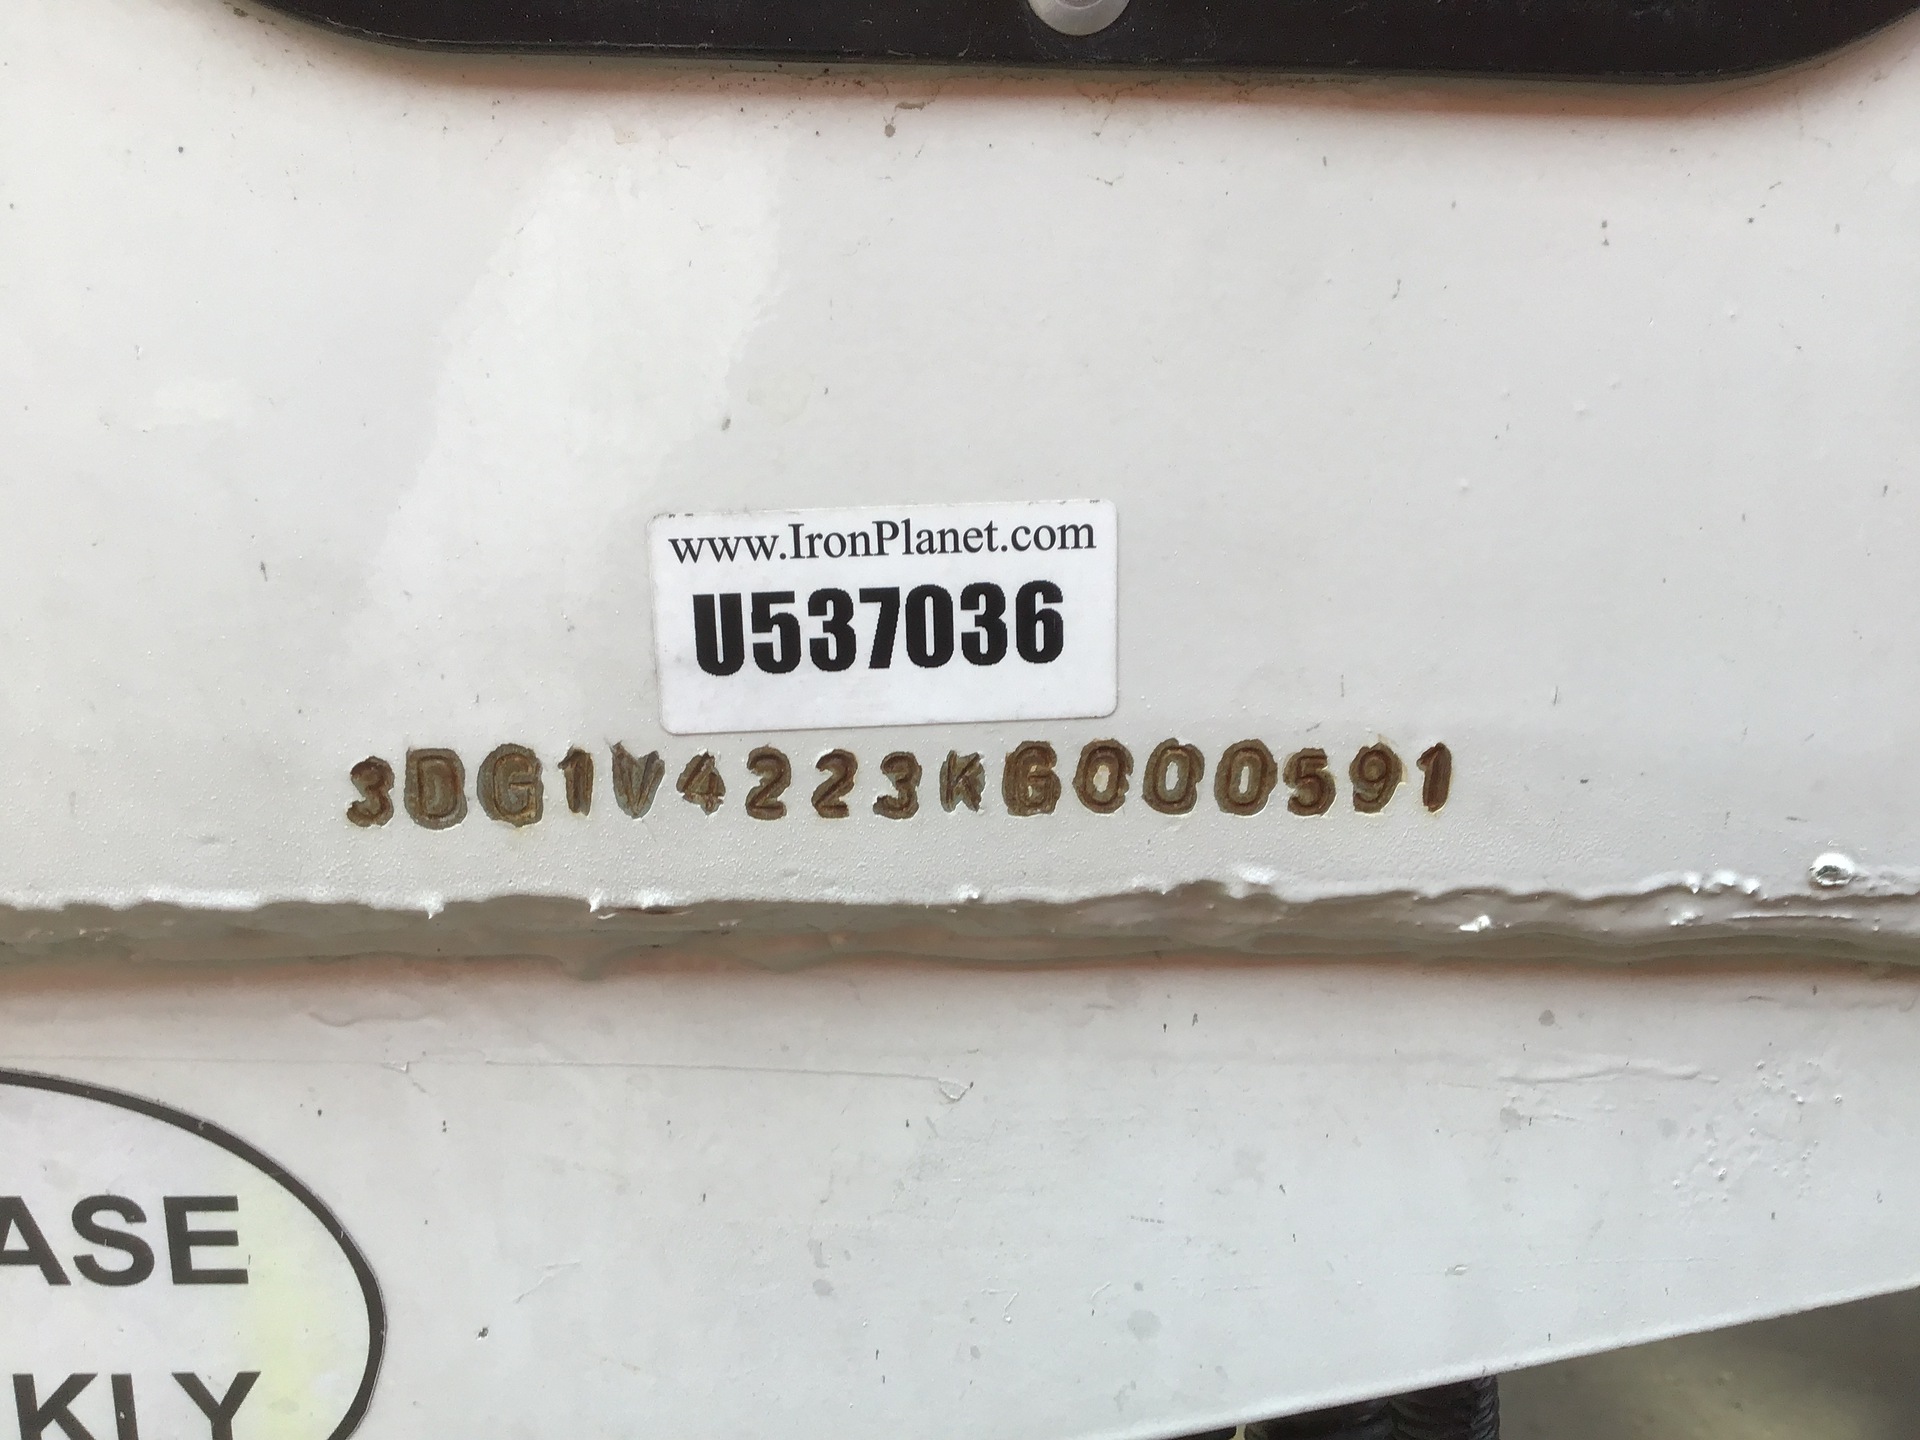 www.IronPlanet.com
U537036
3DG1V4223KG000591
ASE
KLY